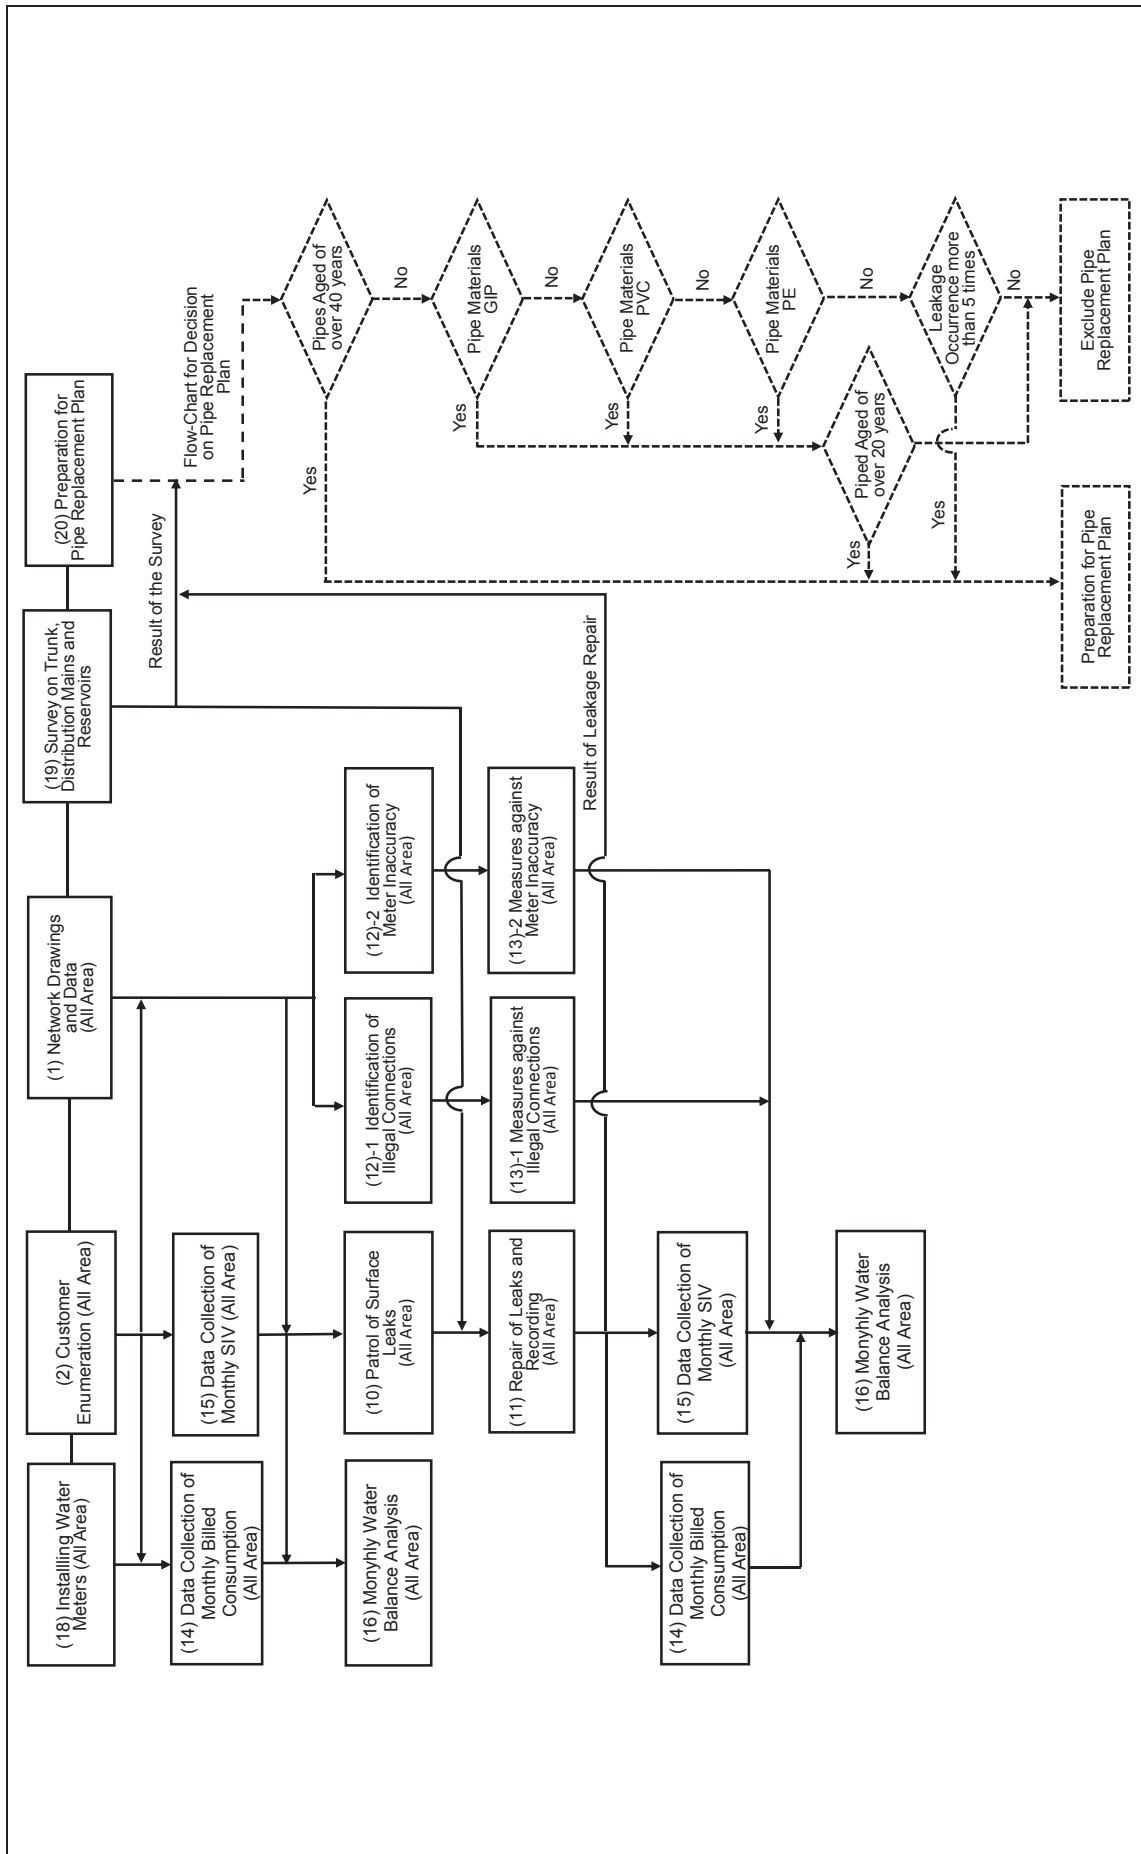 (18) Installling Water
Meters (All Area)
(2) Customer
Enumeration (All Area)
(1) Network Drawings
and Data
(All Area)
(19) Survey on Trunk,
Distribution Mains and
Reservoirs
(20) Preparation for
Pipe Replacement Plan
Result of the Survey
Flow-Chart for Decision
on Pipe Replacement
Plan
(14) Data Collection of
Monthly Billed
Consumption
(All Area)
(15) Data Collection of
Monthly SIV (All Area)
(16) Monyhly Water
Balance Analysis
(All Area)
(10) Patrol of Surface
Leaks
(All Area)
(12)-1 Identification of
Illegal Connections
(All Area)
(12)-2 Identification of
Meter Inaccuracy
(All Area)
(11) Repair of Leaks and
Recording
(All Area)
(13)-1 Measures against
Illegal Connections
(All Area)
(13)-2 Measures against
Meter Inaccuracy
(All Area)
Result of Leakage Repair
(14) Data Collection of
Monthly Billed
Consumption
(All Area)
(15) Data Collection of
Monthly SIV
(All Area)
(16) Monyhly Water
Balance Analysis
(All Area)
Pipes Aged of
over 40 years
Yes
No
Pipe Materials
GIP
Yes
No
Pipe Materials
PVC
Yes
No
Pipe Materials
PE
Yes
No
Piped Aged of
over 20 years
Yes
Leakage
Occurrence more
than 5 times
Yes
No
Preparation for Pipe
Replacement Plan
Exclude Pipe
Replacement Plan